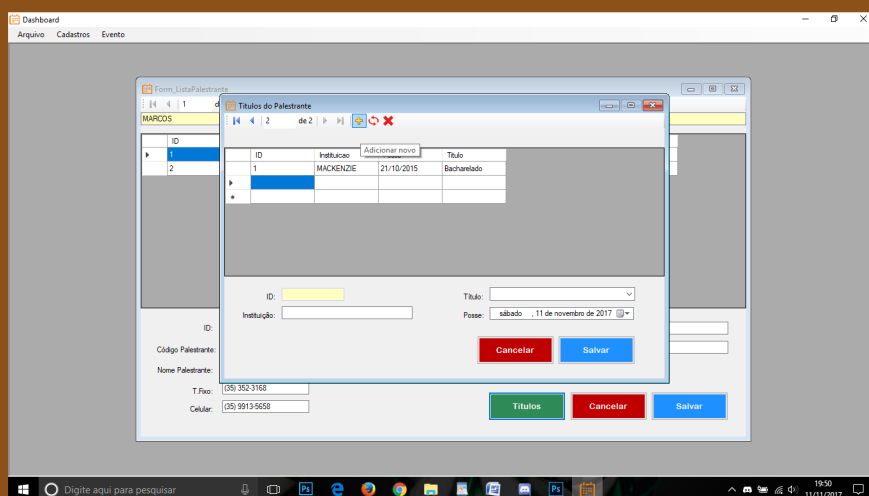 Dashboard
Arquivo Cadastros Evento
Form_ListaPalestrante
1
MARCOS
ID
1
2
Titulos do Palestrante
2 de 2
Adicionar novo
ID Instituicao Titulo
1 MACKENZIE 21/10/2015 Bacharelado
ID:
Título:
Instituição:
Posse: sábado , 11 de novembro de 2017
Cancelar Salvar
ID:
Código Palestrante:
Nome Palestrante:
T.Fixo: (35) 352-3168
Celular: (35) 9913-5658
Titulos Cancelar Salvar
Digite aqui para pesquisar
Ps
Ps
19:50
11/11/2017